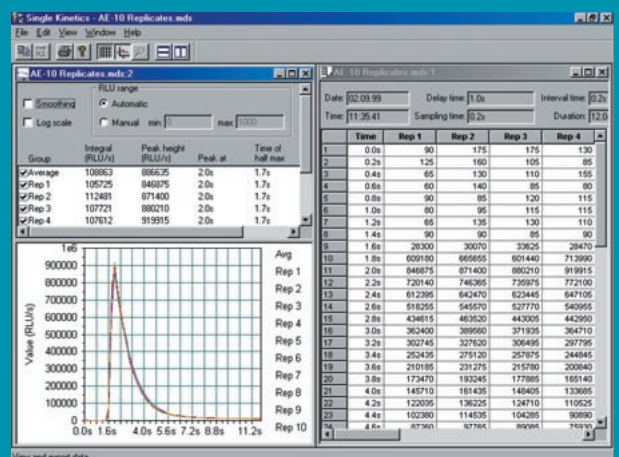 Single Kinetics - AE-10 Replicates.mds
File Edit View Window Help
AE-10 Replicates.mds:2
RLU range
Smoothing
Automatic
Log scale
Manual min: 0 max: 1000
Group Integral (RLU/s) Peak height (RLU/s) Peak at Time of half max
Average 108863 886635 2.0s 1.7s
Rep 1 105725 846875 2.0s 1.7s
Rep 2 112481 871400 2.0s 1.7s
Rep 3 107721 880210 2.0s 1.7s
Rep 4 107612 919915 2.0s 1.7s
1e6
900000
800000
700000
600000
500000
400000
300000
200000
100000
0
Value (RLU/s)
0.0s 1.6s 4.0s 5.6s 7.2s 8.8s 11.2s
Avg
Rep 1
Rep 2
Rep 3
Rep 4
Rep 5
Rep 6
Rep 7
Rep 8
Rep 9
Rep 10
AE-10 Replicates.mds:1
Date: 02.09.99 Delay time: 1.0s Interval time: 0.2s
Time: 11:35:41 Sampling time: 0.2s Duration: 12.0
Time Rep 1 Rep 2 Rep 3 Rep 4
1 0.0s 90 175 175 130
2 0.2s 125 160 105 85
3 0.4s 65 130 110 155
4 0.6s 60 140 85 80
5 0.8s 90 85 120 115
6 1.0s 80 95 115 115
7 1.2s 65 135 130 110
8 1.4s 90 90 85 90
9 1.6s 28300 30070 33625 28470
10 1.8s 609180 665655 601440 713990
11 2.0s 846875 871400 880210 919915
12 2.2s 720140 746365 735975 772100
13 2.4s 612395 642470 623445 647105
14 2.6s 518255 545570 527770 540955
15 2.8s 434615 463520 443005 442950
16 3.0s 362400 389560 371935 364710
17 3.2s 302745 327620 306495 297795
18 3.4s 252435 275120 257875 244845
19 3.6s 210185 231275 215780 200840
20 3.8s 173470 193245 177885 165140
21 4.0s 145710 161435 148405 133685
22 4.2s 122035 136225 124710 110525
23 4.4s 102380 114535 104285 90890
24 4.6s 87260 97765 89085 75930
View and export data